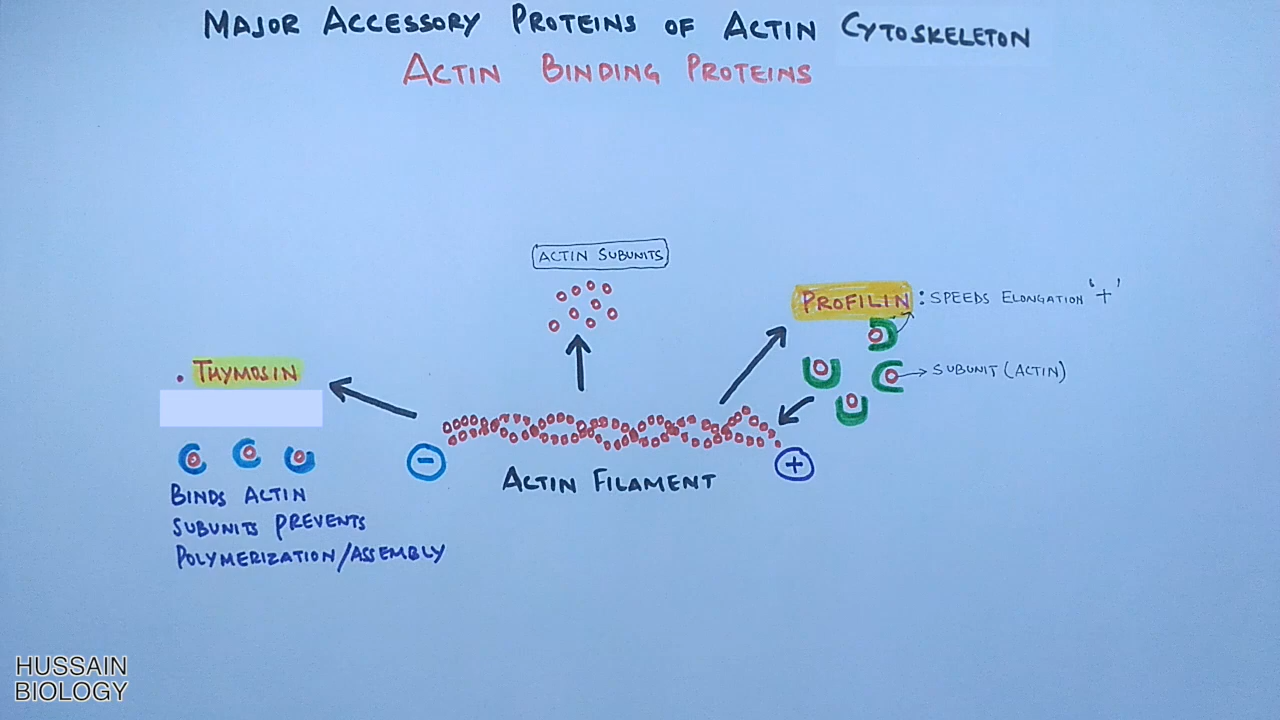 MAJOR ACCESSORY PROTEINS OF ACTIN CYTOSKELETON
ACTIN BINDING PROTEINS
ACTIN SUBUNITS
PROFILIN : SPEEDS ELONGATION '+'
SUBUNIT (ACTIN)
. THYMOSIN
BINDS ACTIN
SUBUNITS PREVENTS
POLYMERIZATION/ASSEMBLY
−
ACTIN FILAMENT
+
HUSSAIN
BIOLOGY